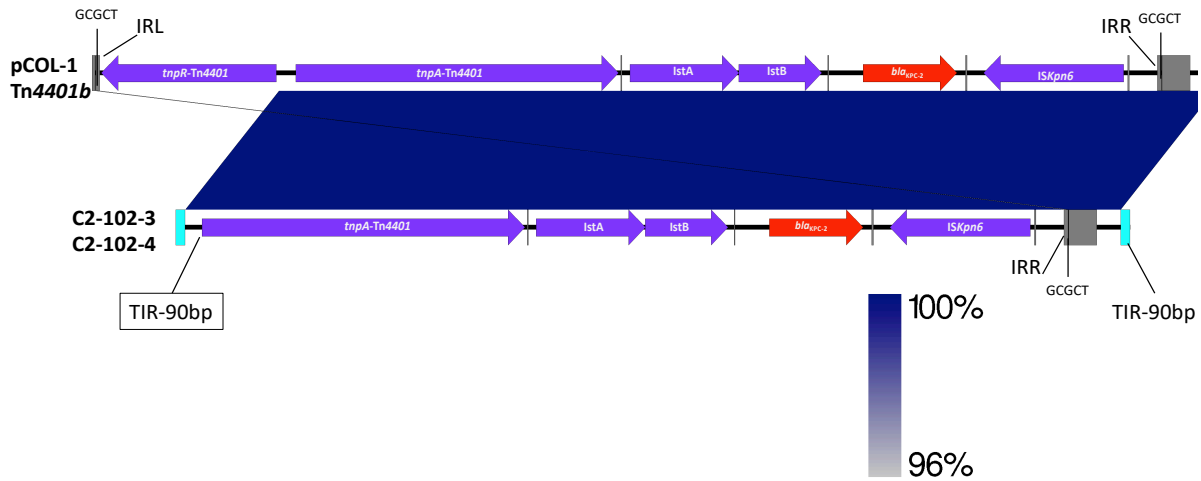 GCGCT
IRL
IRR
GCGCT
pCOL-1
Tn4401b
tnpR-Tn4401
tnpA-Tn4401
IstA
IstB
blaKPC-2
ISKpn6
C2-102-3
C2-102-4
tnpA-Tn4401
IstA
IstB
blaKPC-2
ISKpn6
IRR
GCGCT
TIR-90bp
TIR-90bp
100%
96%